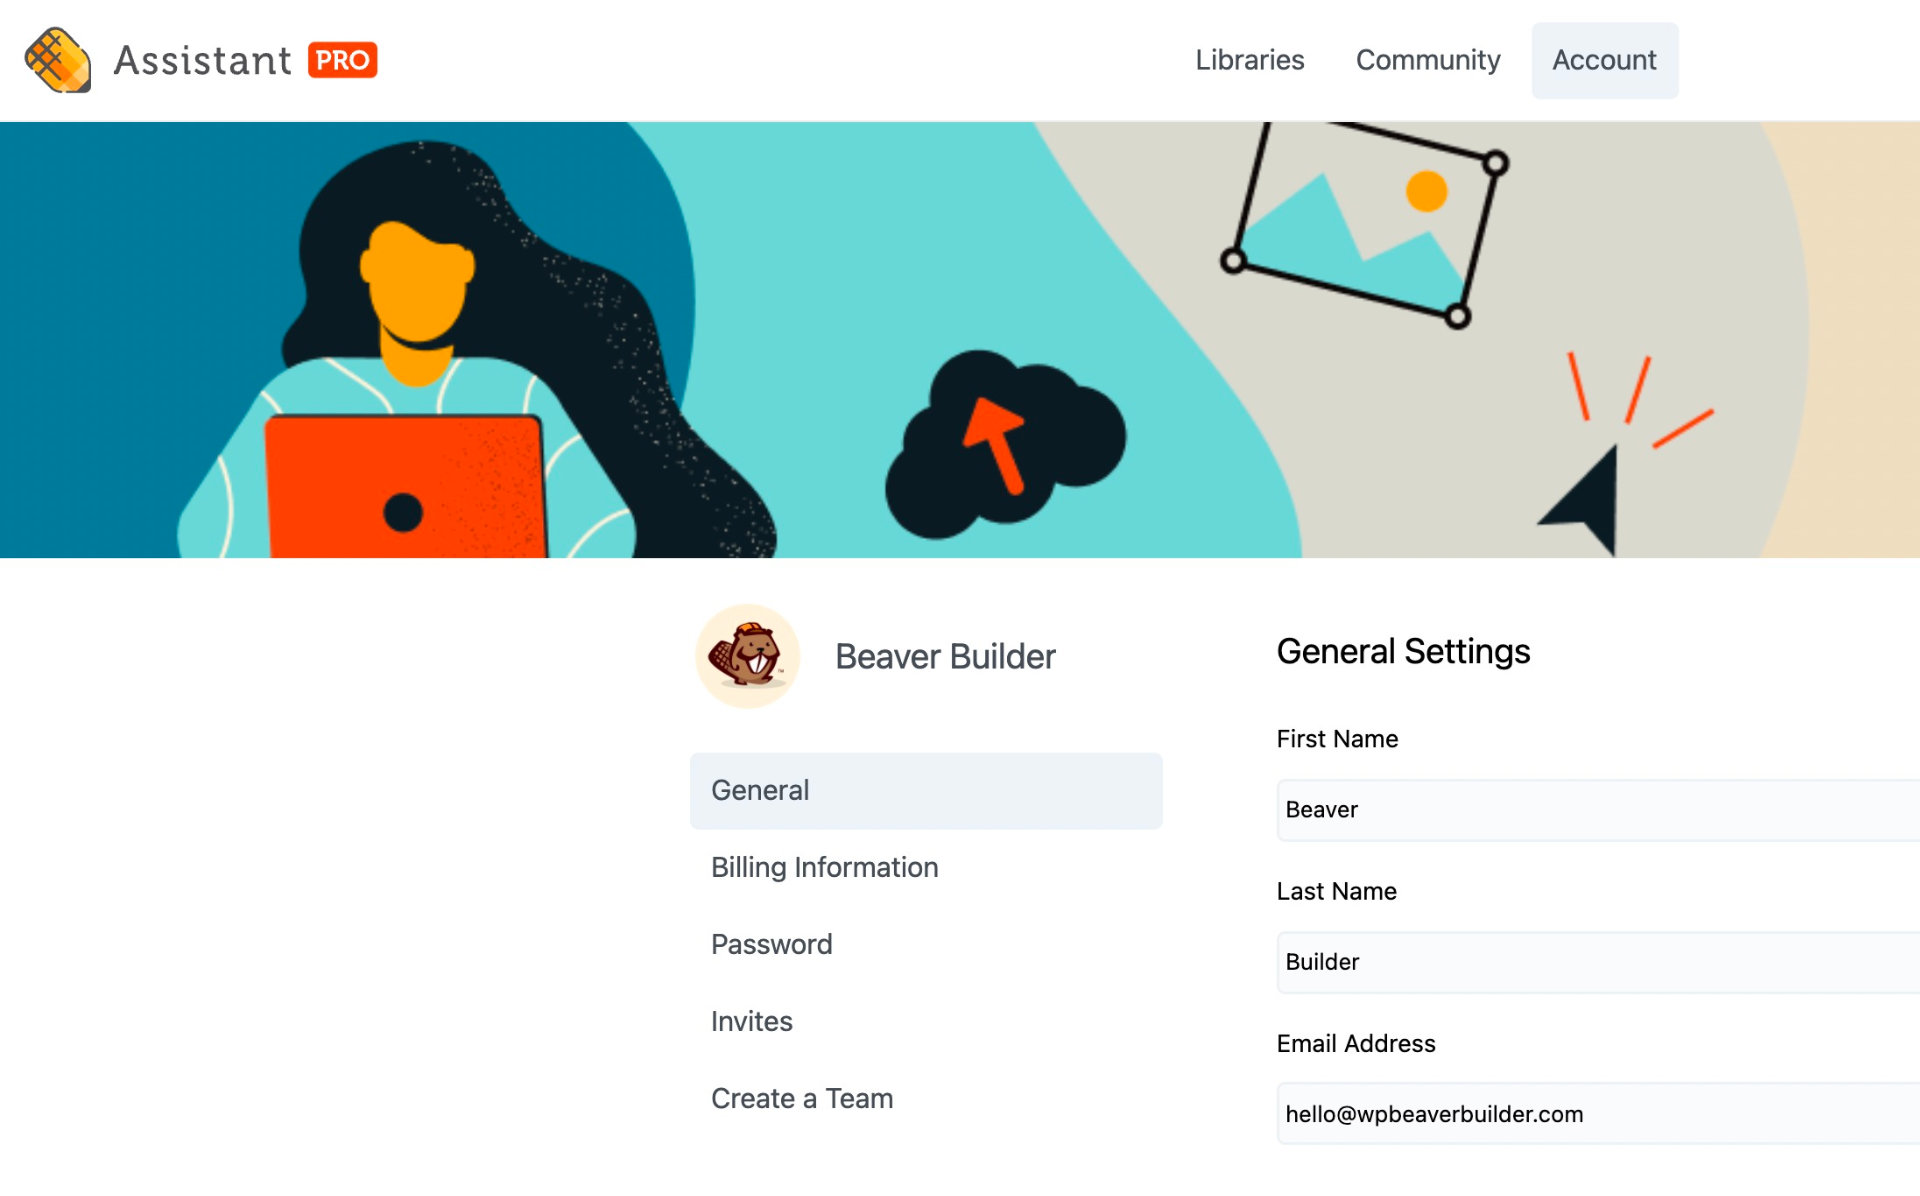 Assistant PRO
Libraries Community Account
Beaver Builder
General
Billing Information
Password
Invites
Create a Team
General Settings
First Name
Beaver
Last Name
Builder
Email Address
hello@wpbeaverbuilder.com